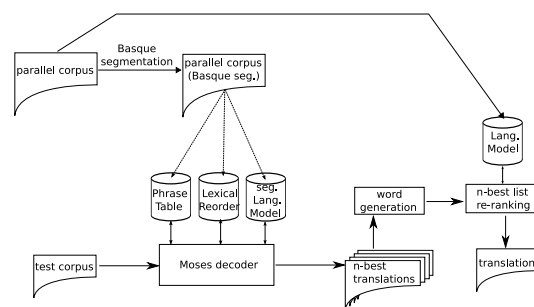 Basque
segmentation
parallel corpus
parallel corpus
(Basque seg.)
Lang.
Model
Phrase
Table
Lexical
Reorder
seg.
Lang.
Model
word
generation
n-best list
re-ranking
test corpus
Moses decoder
n-best
translations
translation